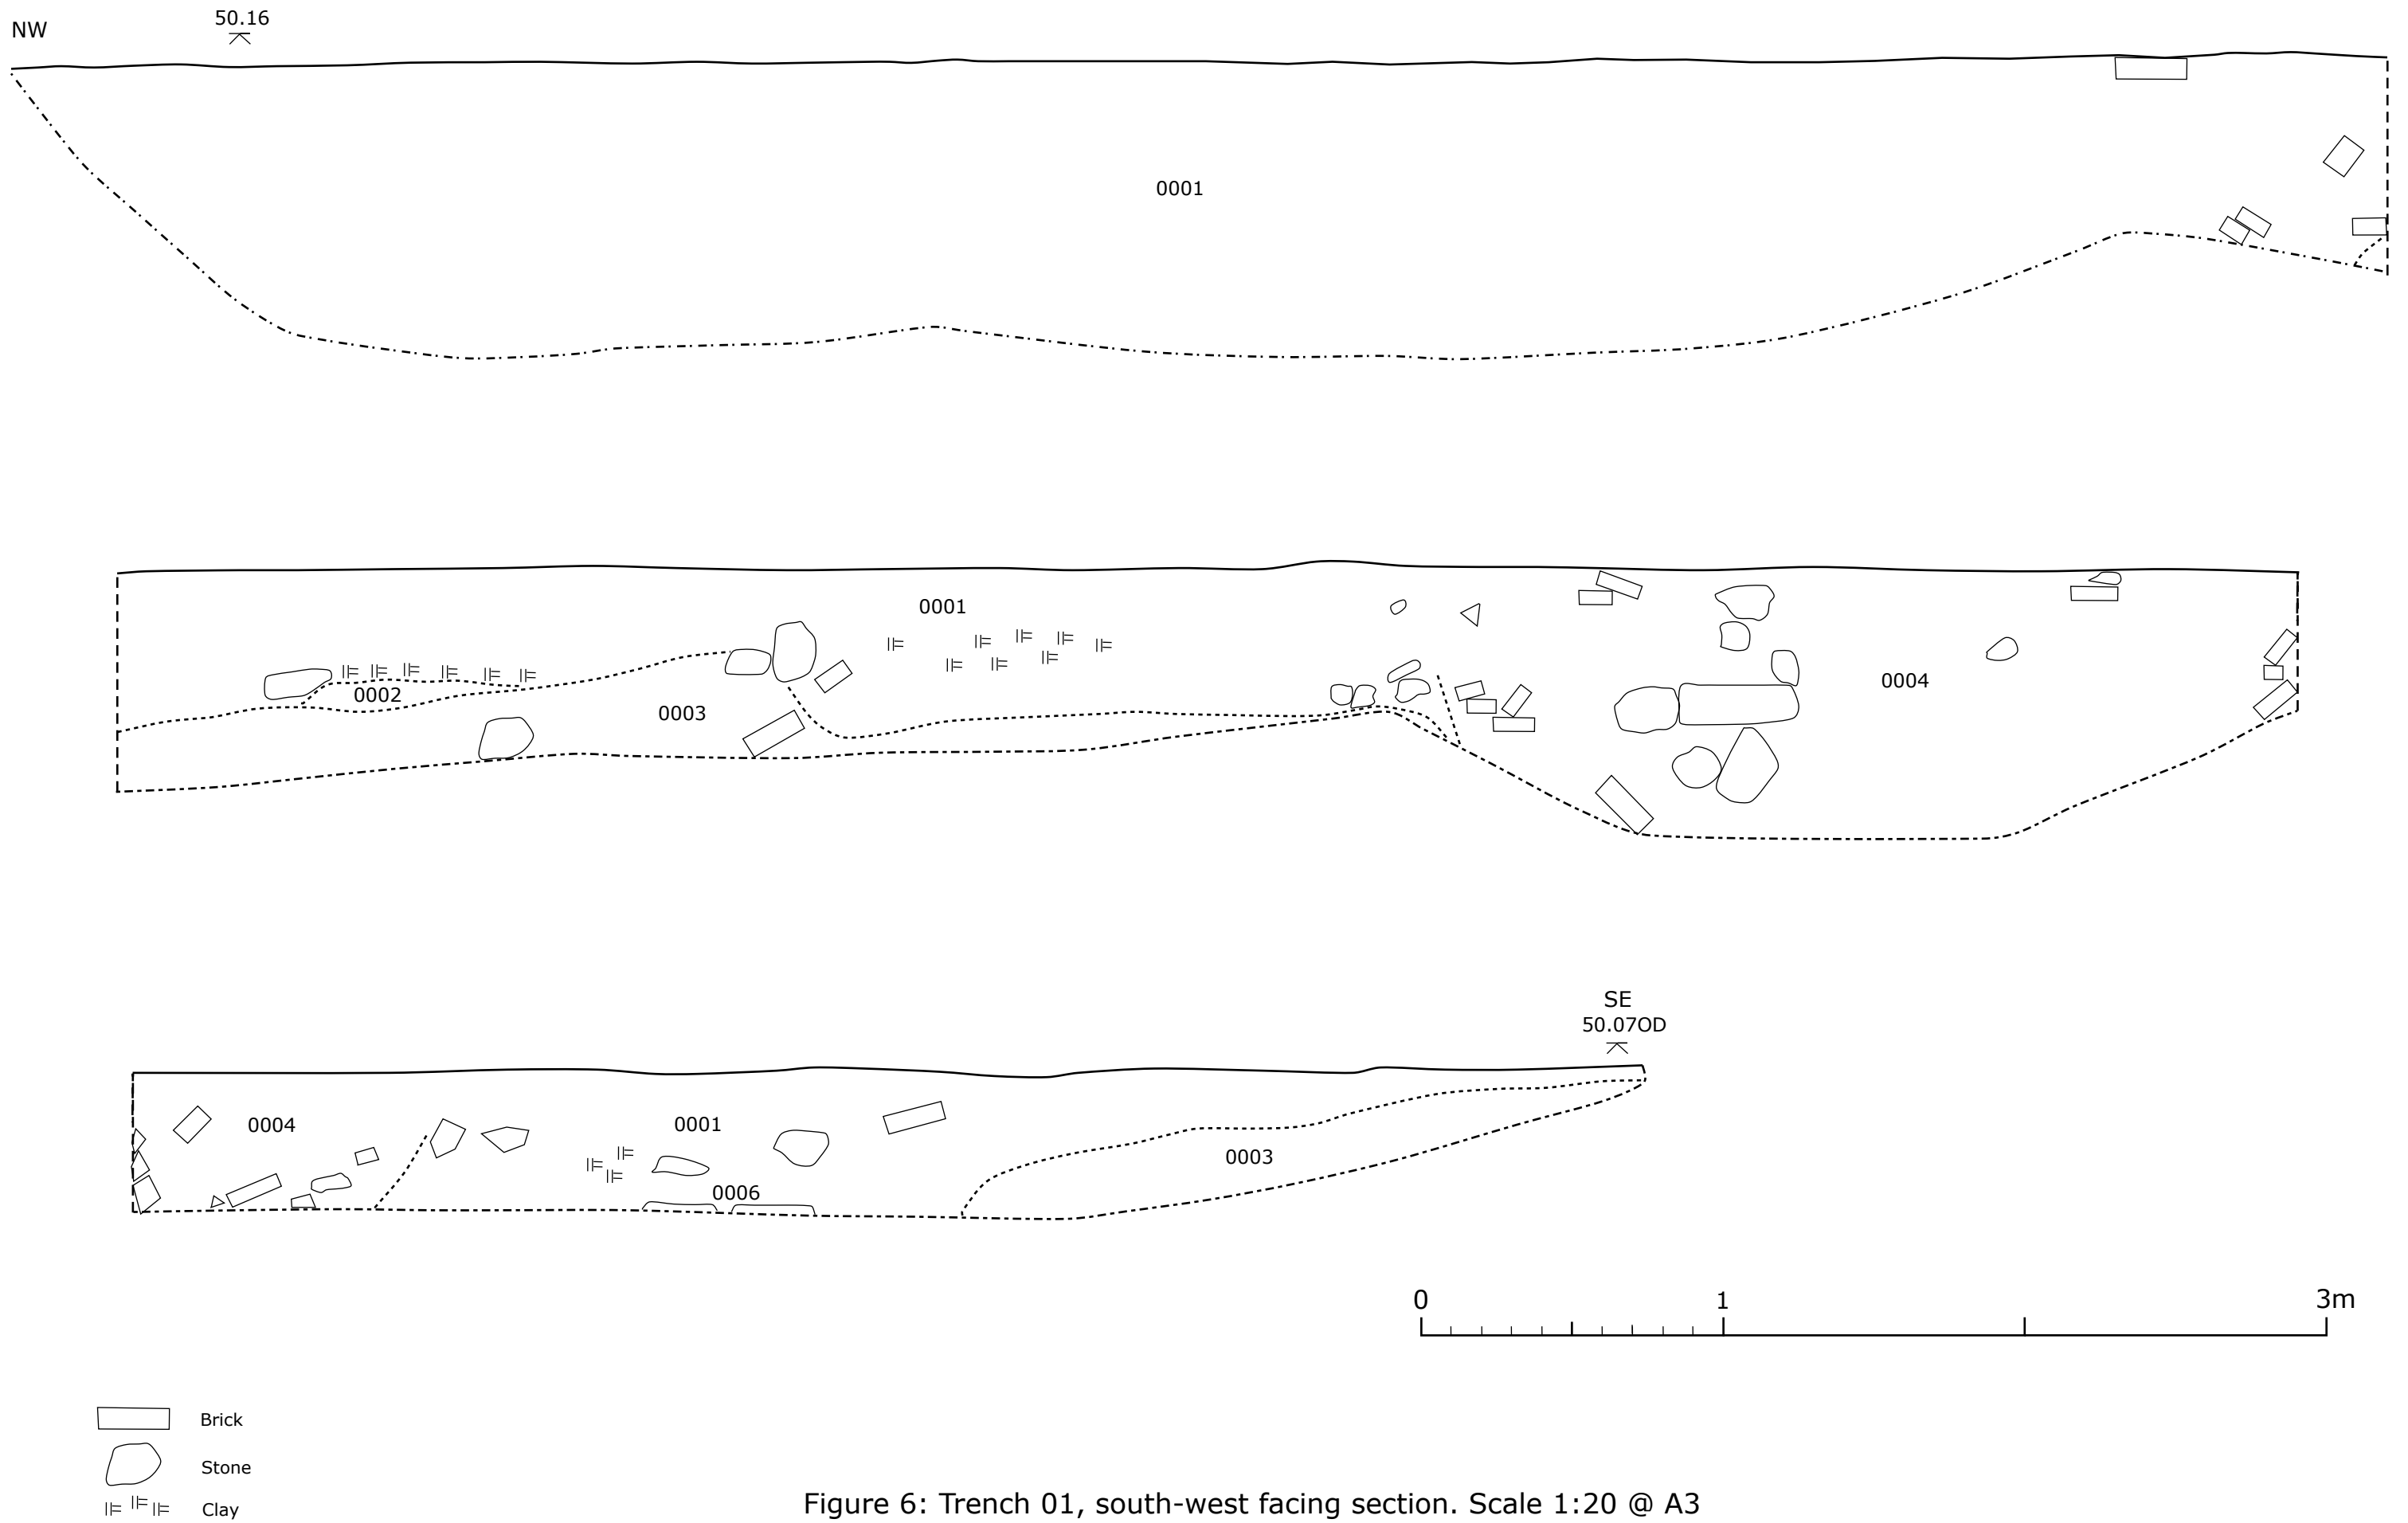 NW
50.16
0001
0001
0002
0003
0004
SE
50.07OD
0004
0001
0003
0006
0
1
3m
Brick
Stone
Clay
Figure 6: Trench 01, south-west facing section. Scale 1:20 @ A3